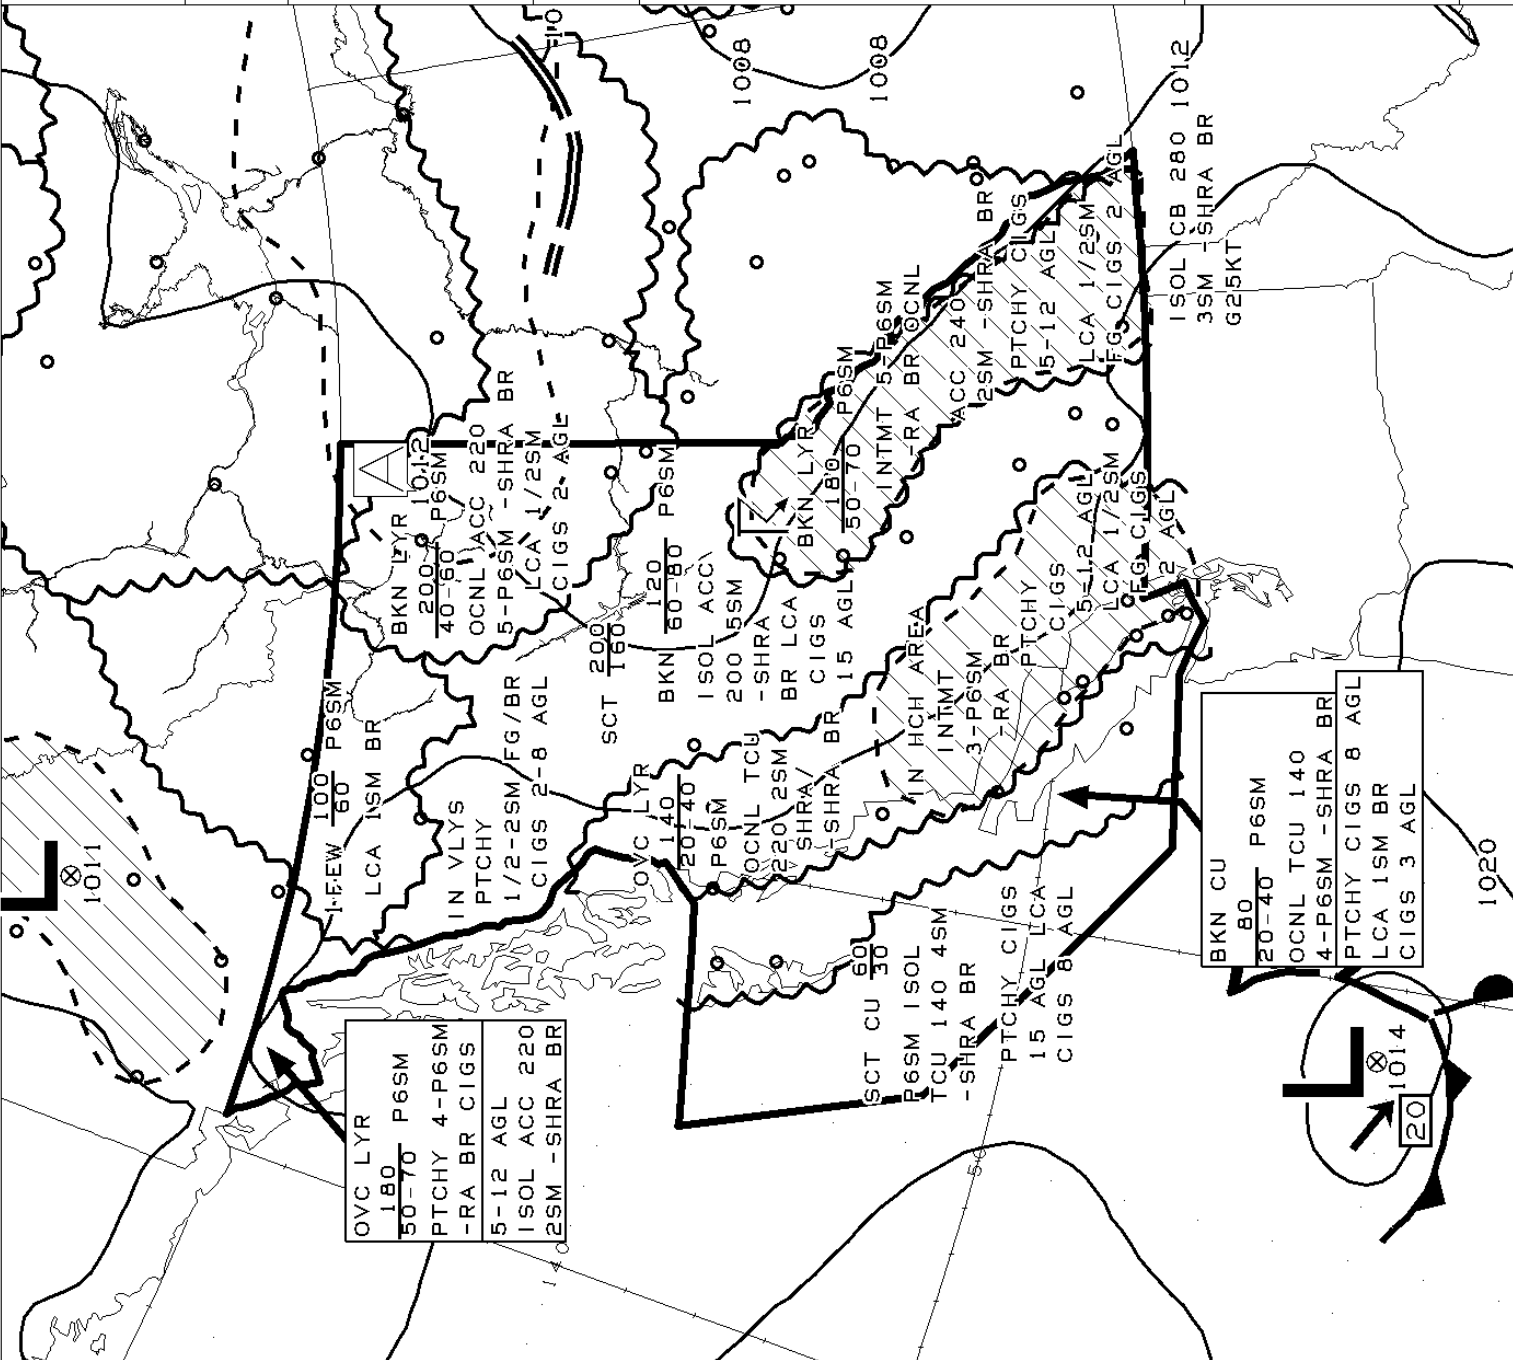 1008
1008
10
1012
ISOL CB 280
3SM -SHRA BR
G25KT
A
1012
BKN LYR
200 P6SM
40-60
OCNL ACC 220
5-P6SM -SHRA BR
LCA 1/2SM
CIGS 2 AGL
SCT 200
160
BKN 120 P6SM
60-80
ISOL ACC
200 5SM
-SHRA
BR LCA
CIGS
15 AGL
BKN LYR
180 P6SM
50-70
INTMT 5-P6SM
-RA BR OCNL
ACC 240
2SM -SHRA BR
PTCHY CIGS
5-12 AGL
LCA 1/2SM
FG CIGS 2 AGL
100 P6SM
60
FEW
LCA 1SM BR
IN VLYS
PTCHY
1/2-2SM FG/BR
CIGS 2-8 AGL
OVC LYR
140
20-40
P6SM
OCNL TCU
220 2SM
SHRA/
-SHRA BR
IN HCH AREA
INTMT
3-P6SM
-RA BR
PTCHY
CIGS
5-12 AGL
LCA 1/2SM
FG CIGS
2 AGL
1011
OVC LYR
180
50-70 P6SM
PTCHY 4-P6SM
-RA BR CIGS
5-12 AGL
ISOL ACC 220
2SM -SHRA BR
SCT CU 60
30
P6SM ISOL
TCU 140 4SM
-SHRA BR
PTCHY CIGS
15 AGL LCA
CIGS 8 AGL
BKN CU
80
20-40 P6SM
OCNL TCU 140
4-P6SM -SHRA BR
PTCHY CIGS 8 AGL
LCA 1SM BR
CIGS 3 AGL
1020
1014
20
50
140